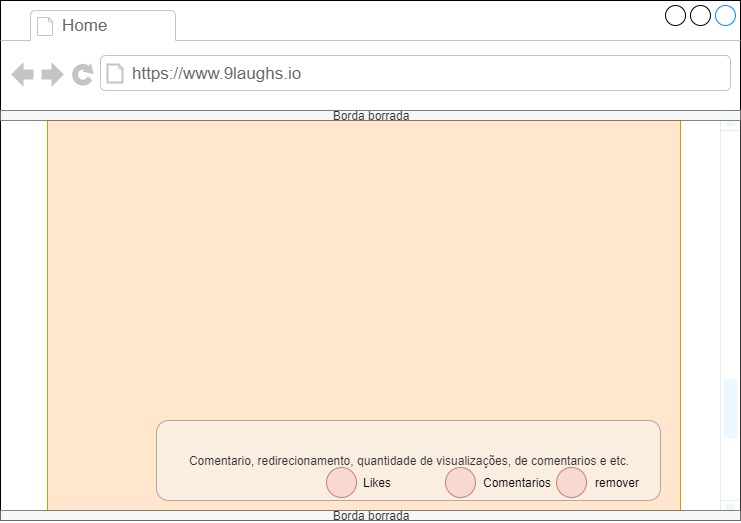 Home
https://www.9laughs.io
Borda borrada
Comentario, redirecionamento, quantidade de visualizações, de comentarios e etc.
Likes Comentarios remover
Borda borrada